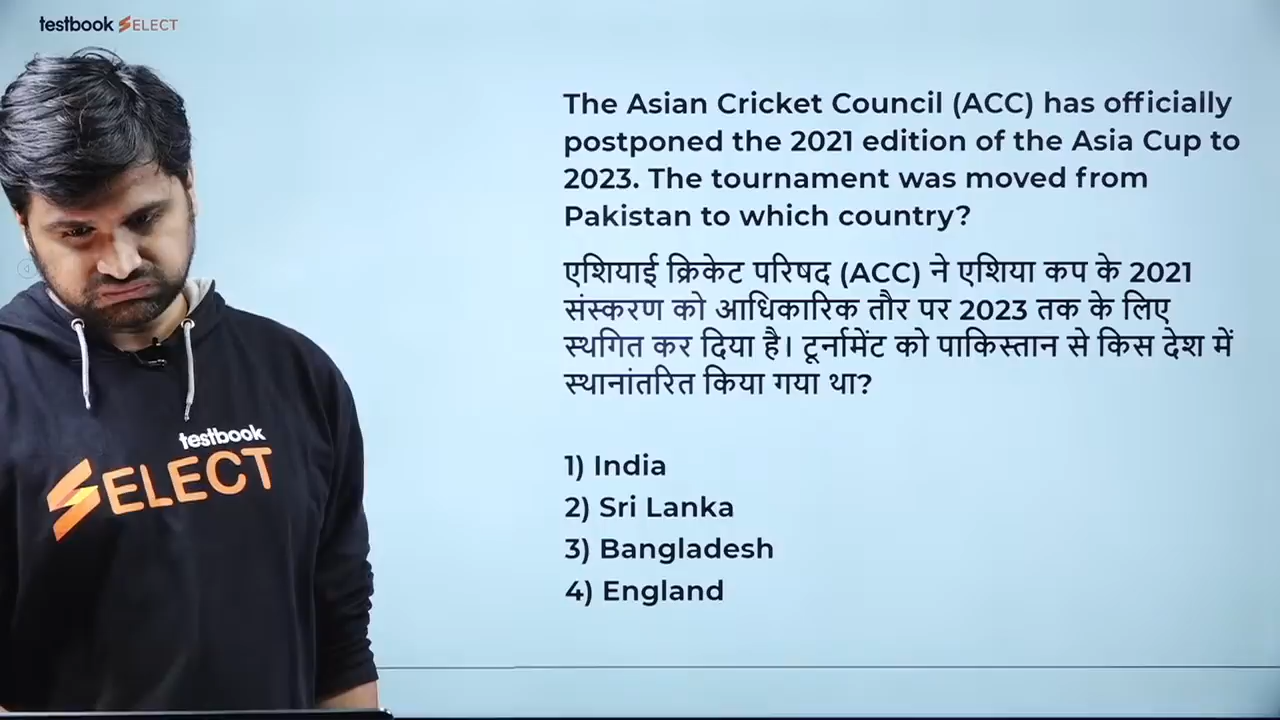 testbook SELECT
The Asian Cricket Council (ACC) has officially
postponed the 2021 edition of the Asia Cup to
2023. The tournament was moved from
Pakistan to which country?
एशियाई क्रिकेट परिषद (ACC) ने एशिया कप के 2021
संस्करण को आधिकारिक तौर पर 2023 तक के लिए
स्थगित कर दिया है। टूर्नामेंट को पाकिस्तान से किस देश में
स्थानांतरित किया गया था?
1) India
2) Sri Lanka
3) Bangladesh
4) England
testbook
SELECT